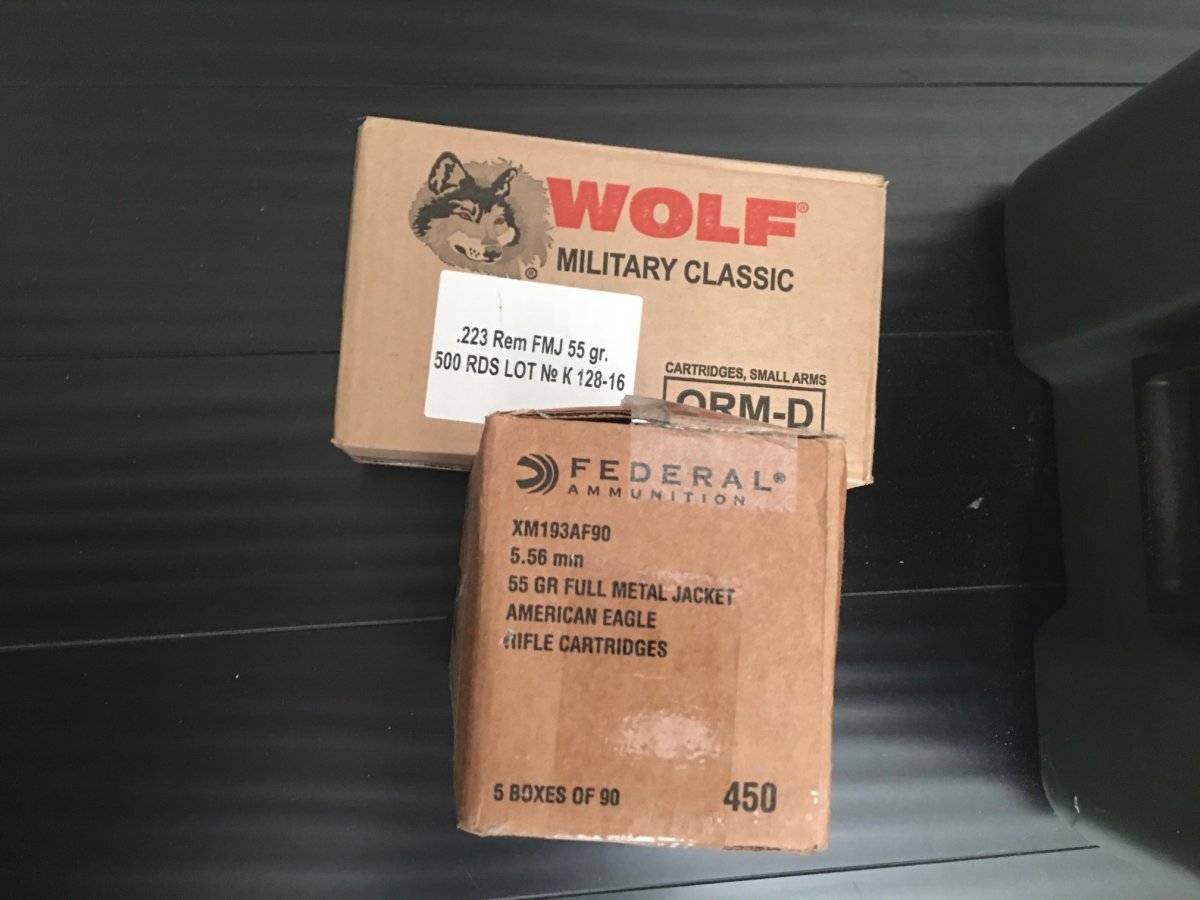 WOLF®
MILITARY CLASSIC
®
.223 Rem FMJ 55 gr.
500 RDS LOT № K 128-16
CARTRIDGES, SMALL ARMS
ORM-D
FEDERAL®
AMMUNITION
XM193AF90
5.56 mm
55 GR FULL METAL JACKET
AMERICAN EAGLE
RIFLE CARTRIDGES
5 BOXES OF 90
450